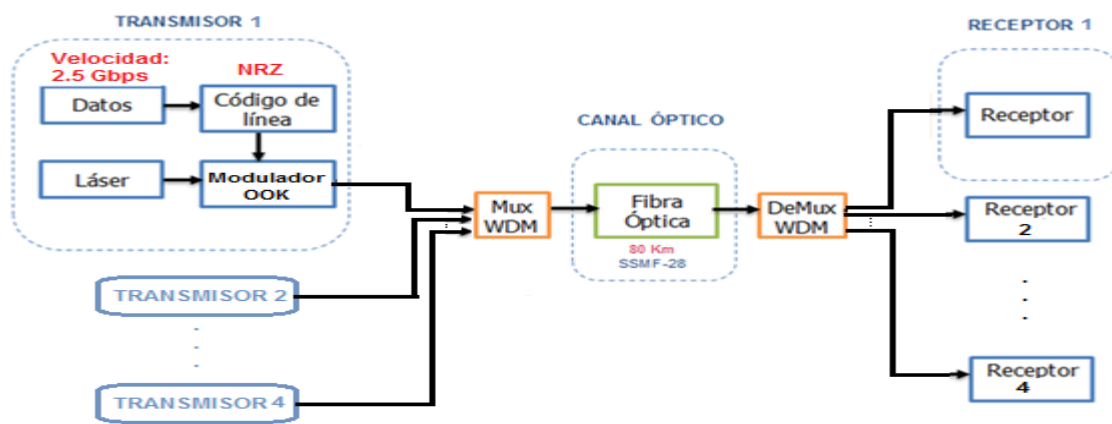 TRANSMISOR 1
Velocidad:
2.5 Gbps
NRZ
Datos
Código de
línea
Láser
Modulador
OOK
TRANSMISOR 2
TRANSMISOR 4
Mux
WDM
CANAL ÓPTICO
Fibra
Óptica
80 Km
SSMF-28
DeMux
WDM
RECEPTOR 1
Receptor
Receptor
2
Receptor
4